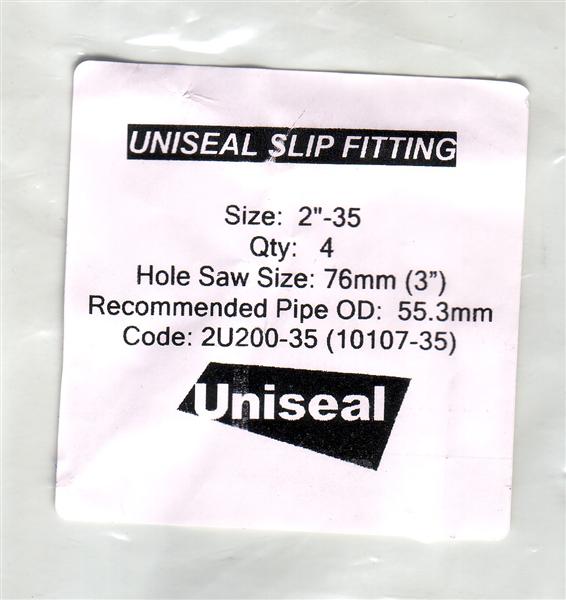 UNISEAL SLIP FITTING
Size: 2"-35
Qty: 4
Hole Saw Size: 76mm (3”)
Recommended Pipe OD: 55.3mm
Code: 2U200-35 (10107-35)
Uniseal